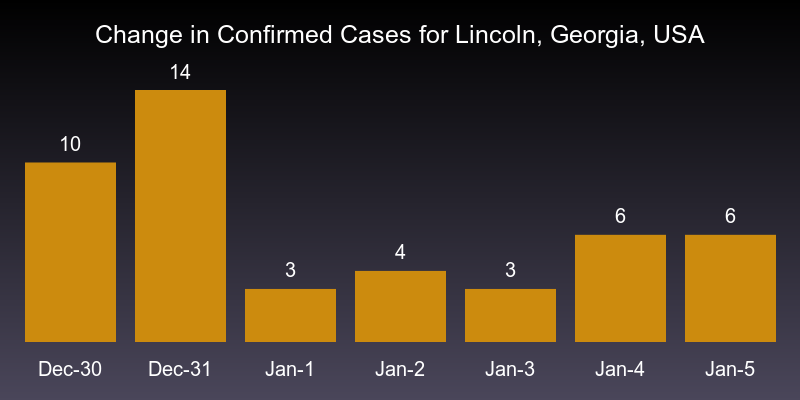 Change in Confirmed Cases for Lincoln, Georgia, USA
14
10
6 6
4
3 3
Dec-30 Dec-31 Jan-1 Jan-2 Jan-3 Jan-4 Jan-5